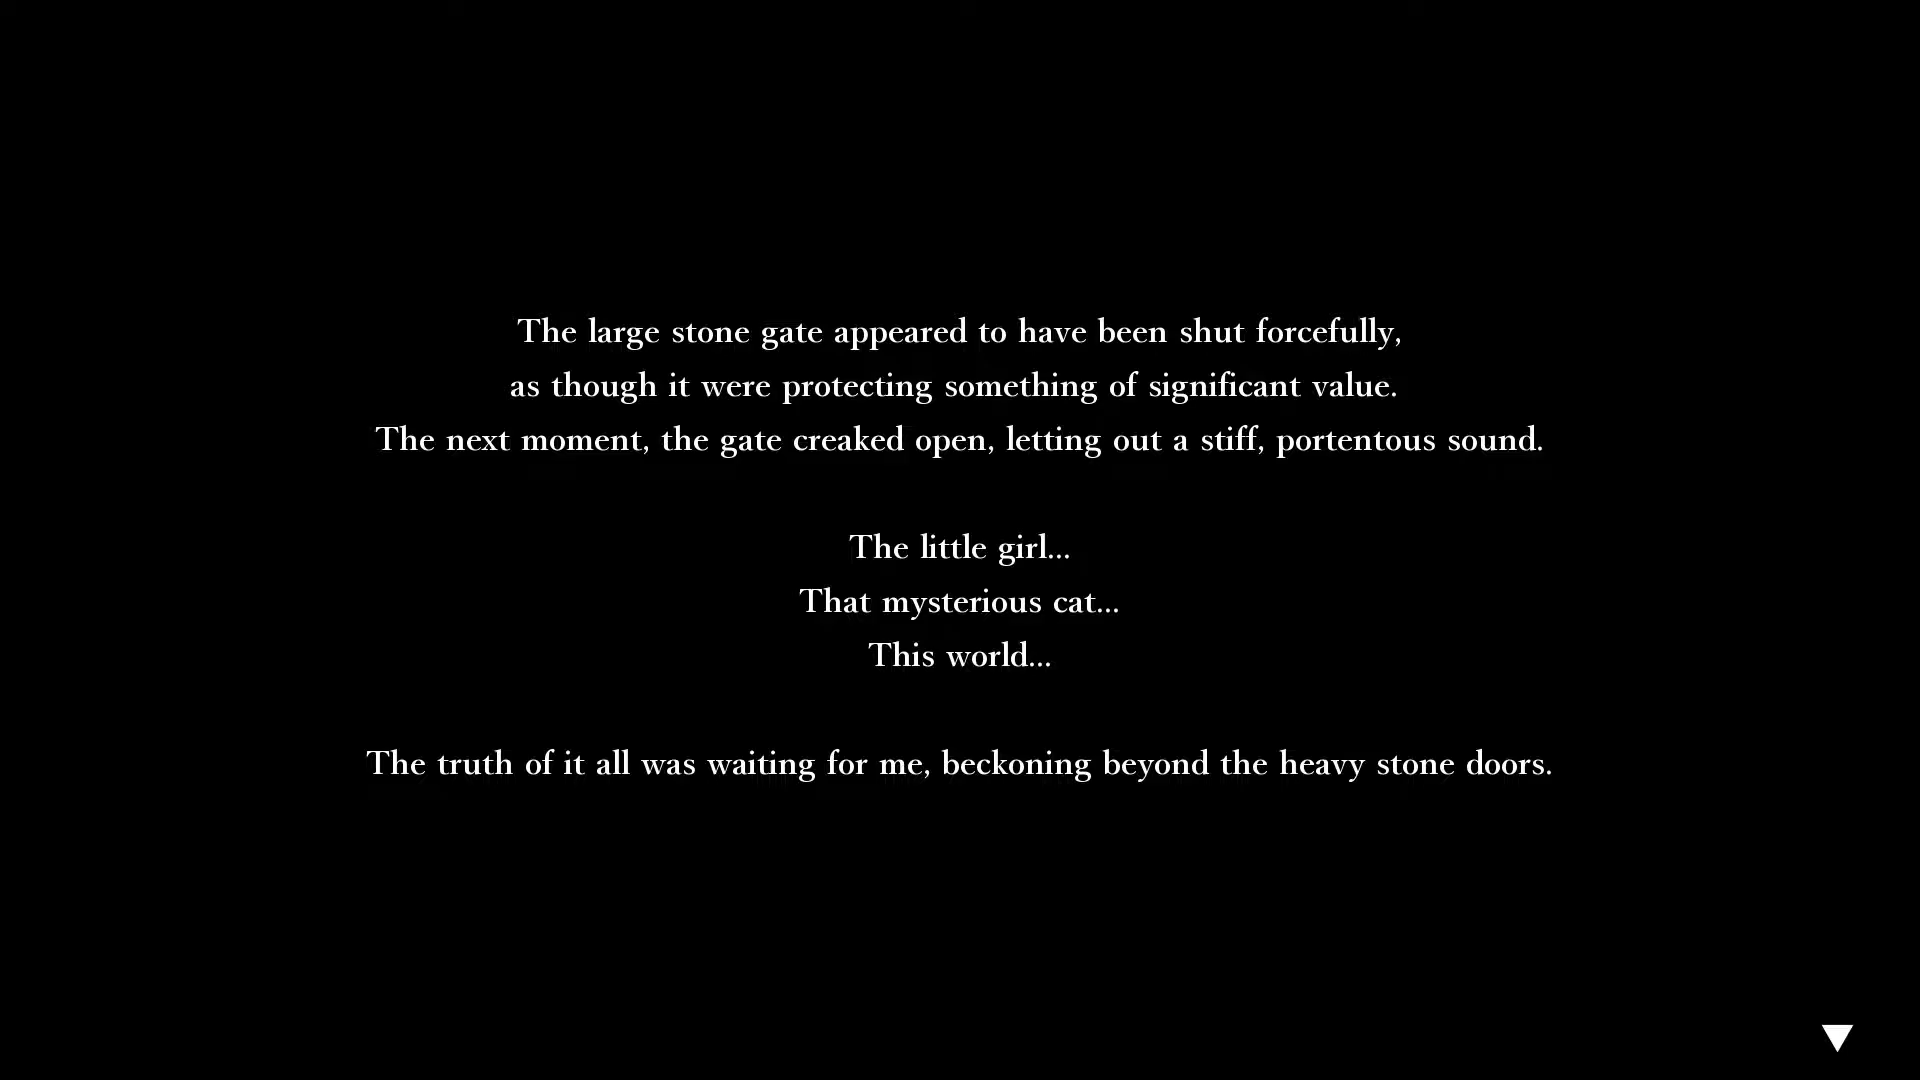 The large stone gate appeared to have been shut forcefully,
as though it were protecting something of significant value.
The next moment, the gate creaked open, letting out a stiff, portentous sound.
The little girl...
That mysterious cat...
This world...
The truth of it all was waiting for me, beckoning beyond the heavy stone doors.